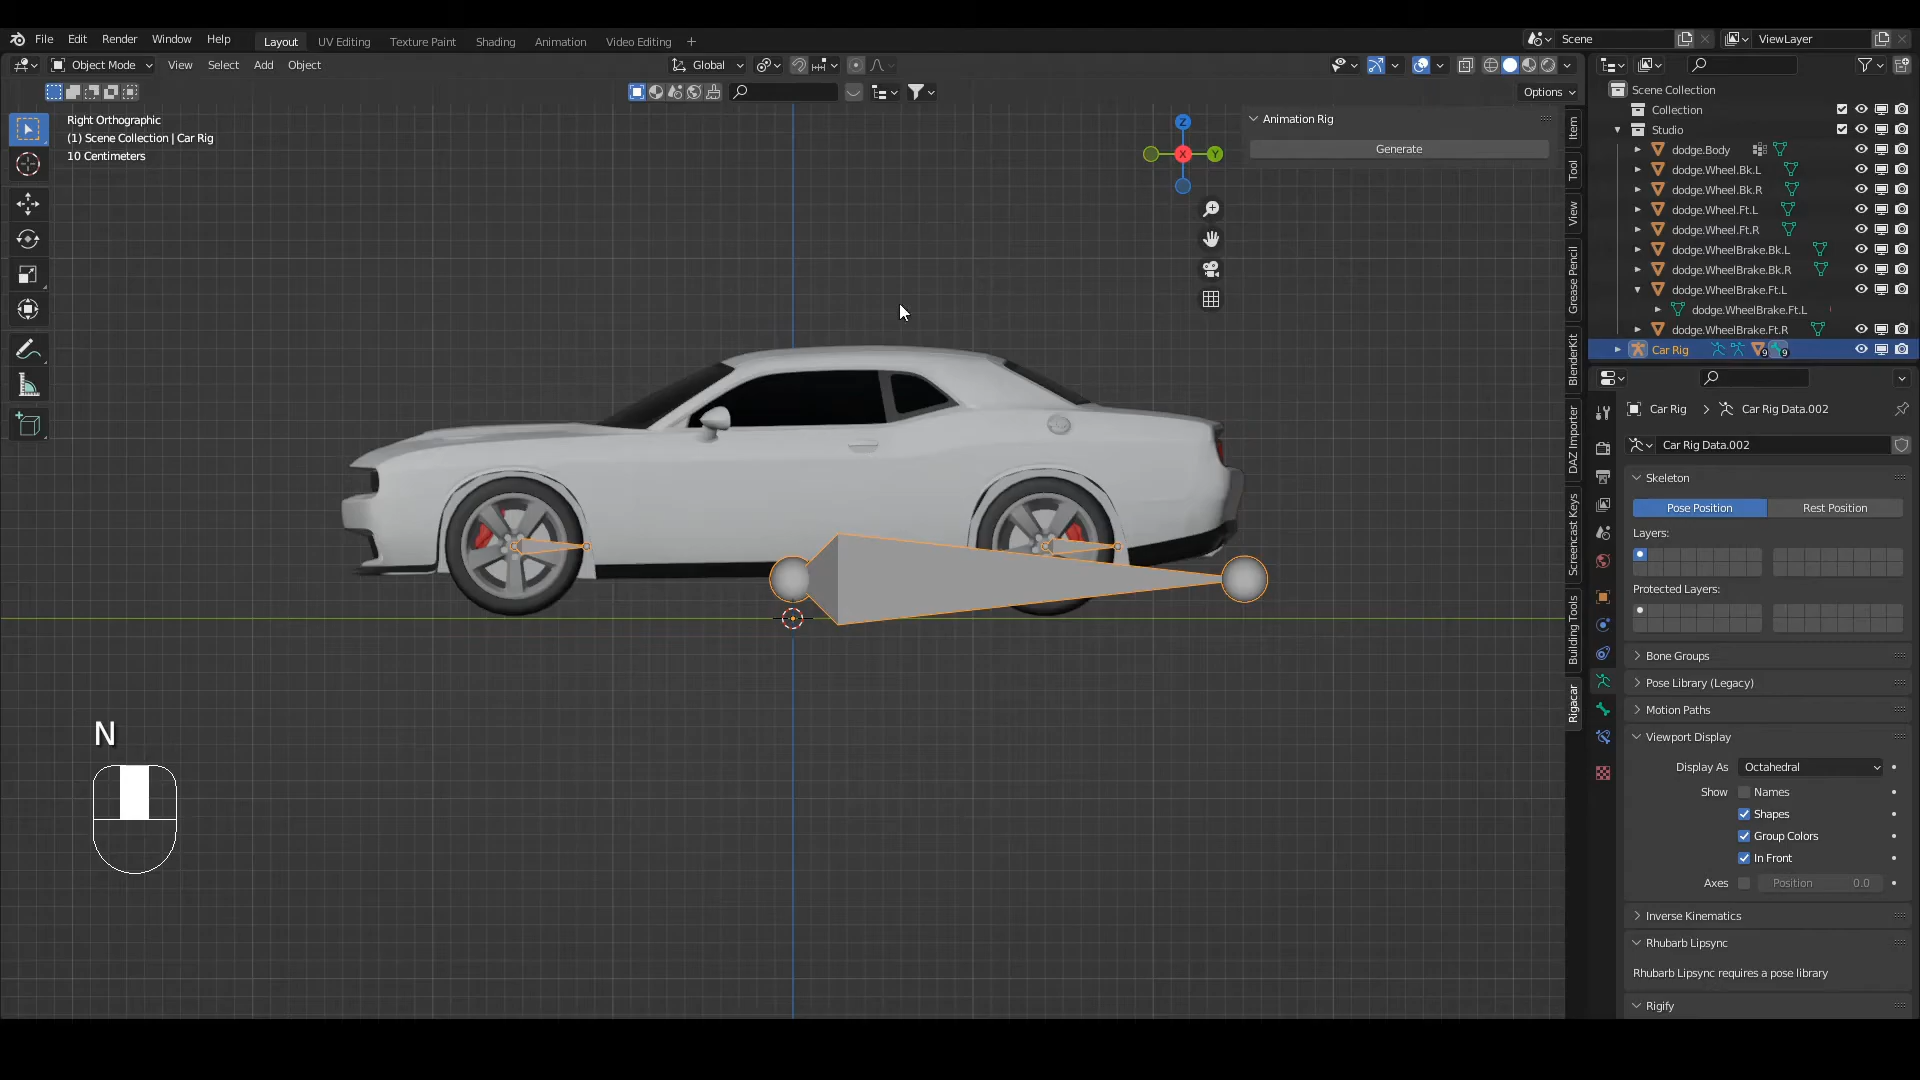 File Edit Render Window Help Layout UV Editing Texture Paint Shading Animation Video Editing + Scene ViewLayer
Object Mode View Select Add Object Global
Options
Right Orthographic
(1) Scene Collection | Car Rig
10 Centimeters
Z
X
Y
Animation Rig
Generate
Item
Tool
View
Grease Pencil
BlenderKit
DAZ Importer
Screencast Keys
Building Tools
Rigacar
N
Scene Collection
Collection
Studio
dodge.Body
dodge.Wheel.Bk.L
dodge.Wheel.Bk.R
dodge.Wheel.Ft.L
dodge.Wheel.Ft.R
dodge.WheelBrake.Bk.L
dodge.WheelBrake.Bk.R
dodge.WheelBrake.Ft.L
dodge.WheelBrake.Ft.L
dodge.WheelBrake.Ft.R
Car Rig 9 9
Car Rig > Car Rig Data.002
Car Rig Data.002
Skeleton
Pose Position Rest Position
Layers:
Protected Layers:
Bone Groups
Pose Library (Legacy)
Motion Paths
Viewport Display
Display As Octahedral
Show Names
Shapes
Group Colors
In Front
Axes Position 0.0
Inverse Kinematics
Rhubarb Lipsync
Rhubarb Lipsync requires a pose library
Rigify